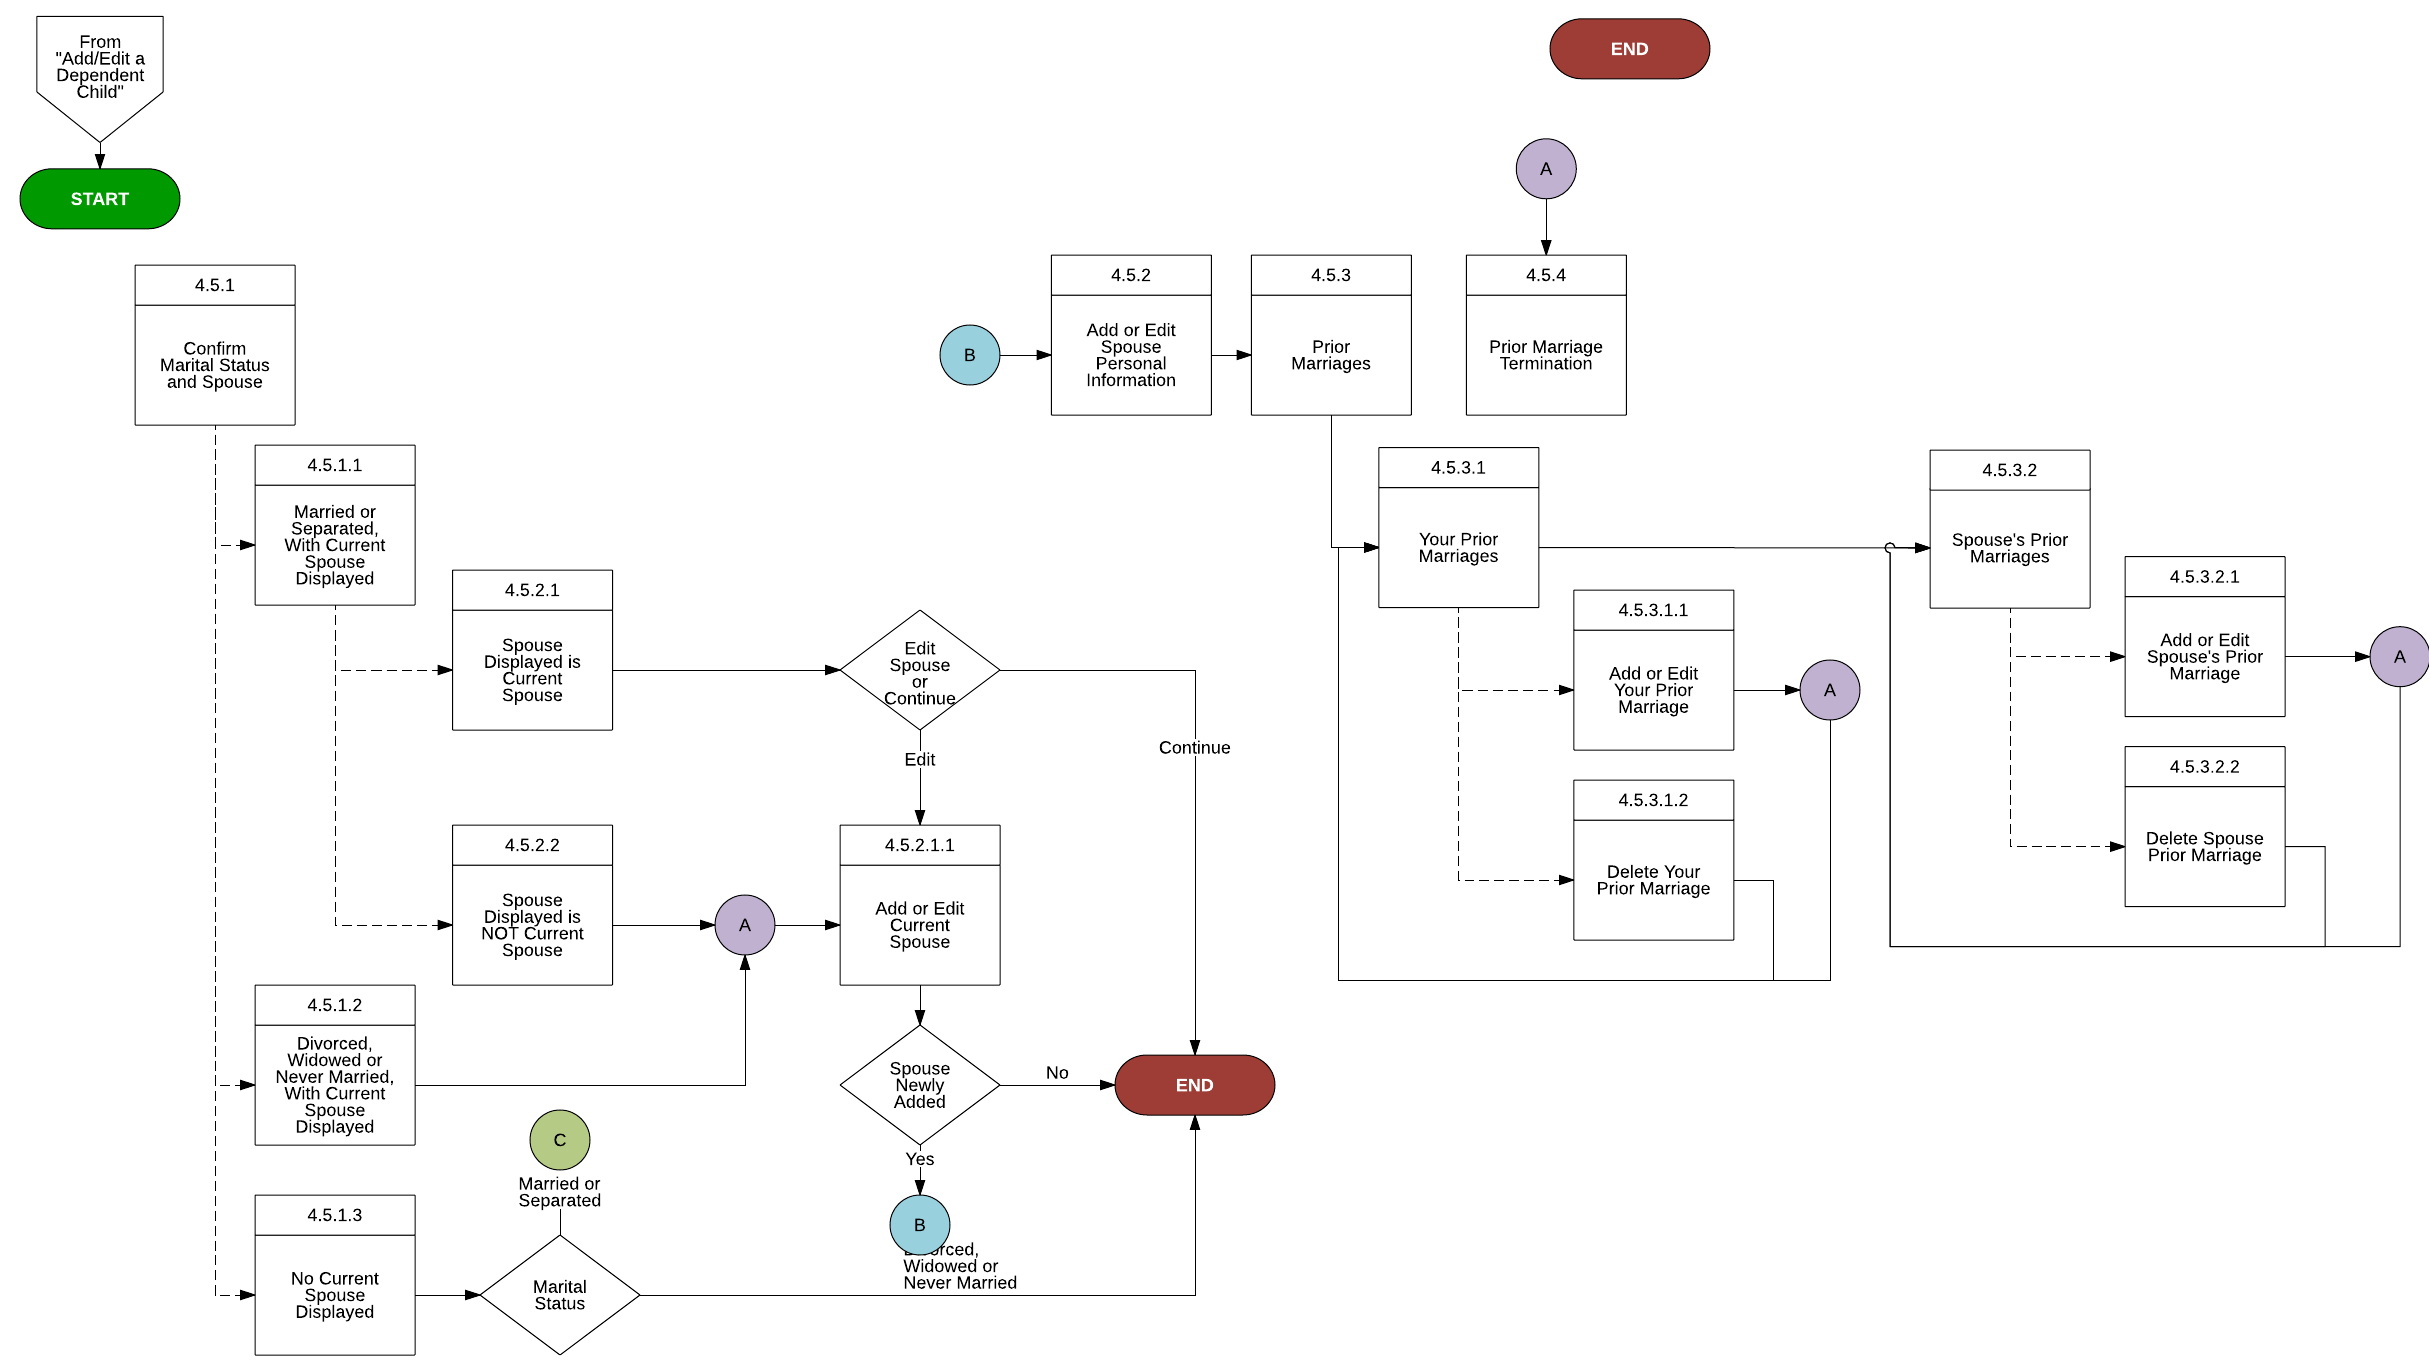 From
"Add/Edit a
Dependent
Child"
START
END
A
4.5.1
Confirm
Marital Status
and Spouse
4.5.1.1
Married or
Separated,
With Current
Spouse
Displayed
4.5.2.1
Spouse
Displayed is
Current
Spouse
Edit
Spouse
or
Continue
Edit
Continue
4.5.2.2
Spouse
Displayed is
NOT Current
Spouse
A
4.5.2.1.1
Add or Edit
Current
Spouse
4.5.1.2
Divorced,
Widowed or
Never Married,
With Current
Spouse
Displayed
Spouse
Newly
Added
No
END
Yes
B
C
Married or
Separated
4.5.1.3
No Current
Spouse
Displayed
Marital
Status
Widowed or
Never Married
B
4.5.2
Add or Edit
Spouse
Personal
Information
4.5.3
Prior
Marriages
4.5.4
Prior Marriage
Termination
4.5.3.1
Your Prior
Marriages
4.5.3.1.1
Add or Edit
Your Prior
Marriage
A
4.5.3.1.2
Delete Your
Prior Marriage
4.5.3.2
Spouse's Prior
Marriages
4.5.3.2.1
Add or Edit
Spouse's Prior
Marriage
A
4.5.3.2.2
Delete Spouse
Prior Marriage